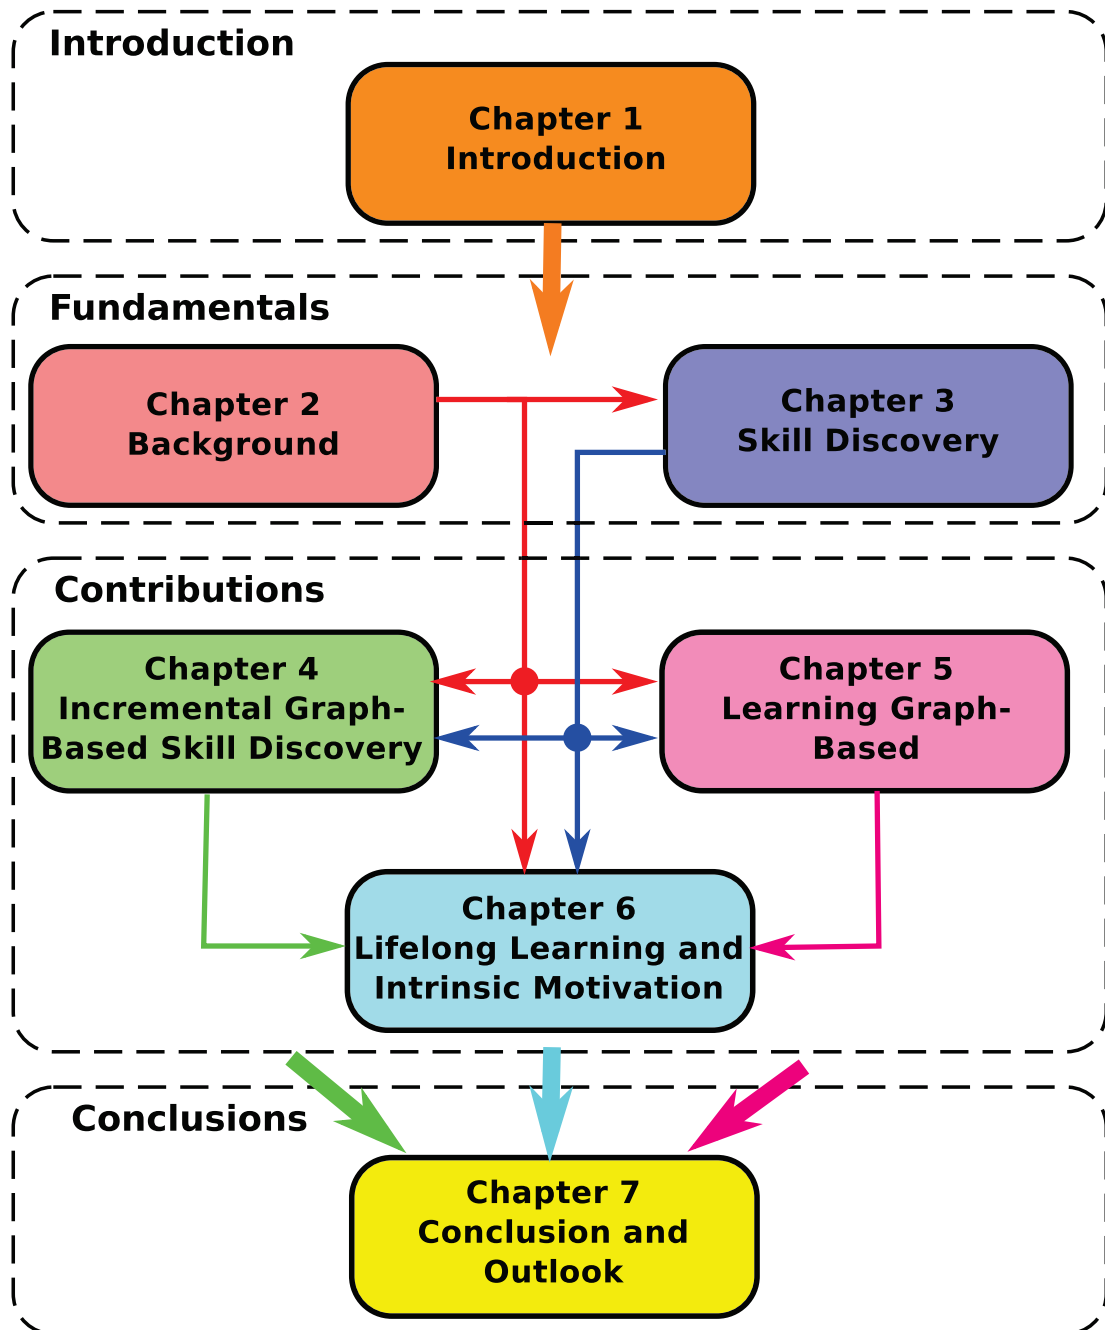 Introduction
Chapter 1
Introduction
Fundamentals
Chapter 2
Background
Chapter 3
Skill Discovery
Contributions
Chapter 4
Incremental Graph-
Based Skill Discovery
Chapter 5
Learning Graph-
Based
Chapter 6
Lifelong Learning and
Intrinsic Motivation
Conclusions
Chapter 7
Conclusion and
Outlook